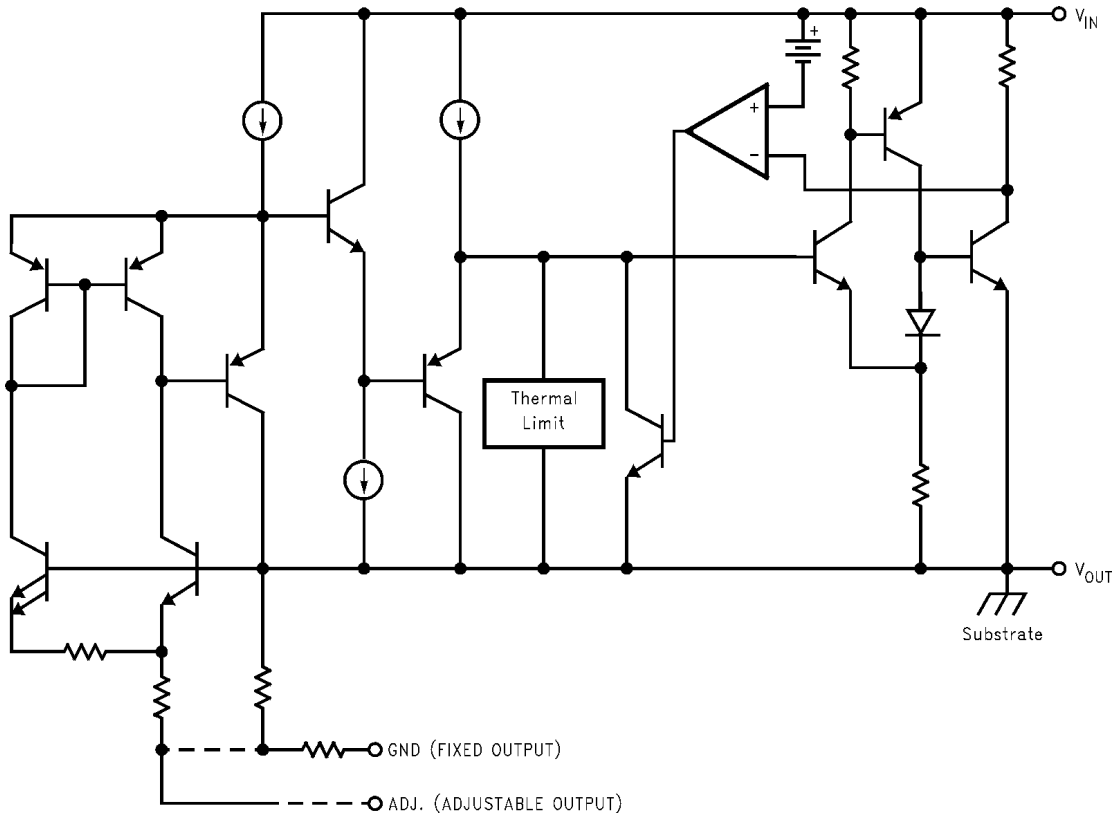 V_IN
+
+
−
Thermal
Limit
V_OUT
Substrate
GND (FIXED OUTPUT)
ADJ. (ADJUSTABLE OUTPUT)